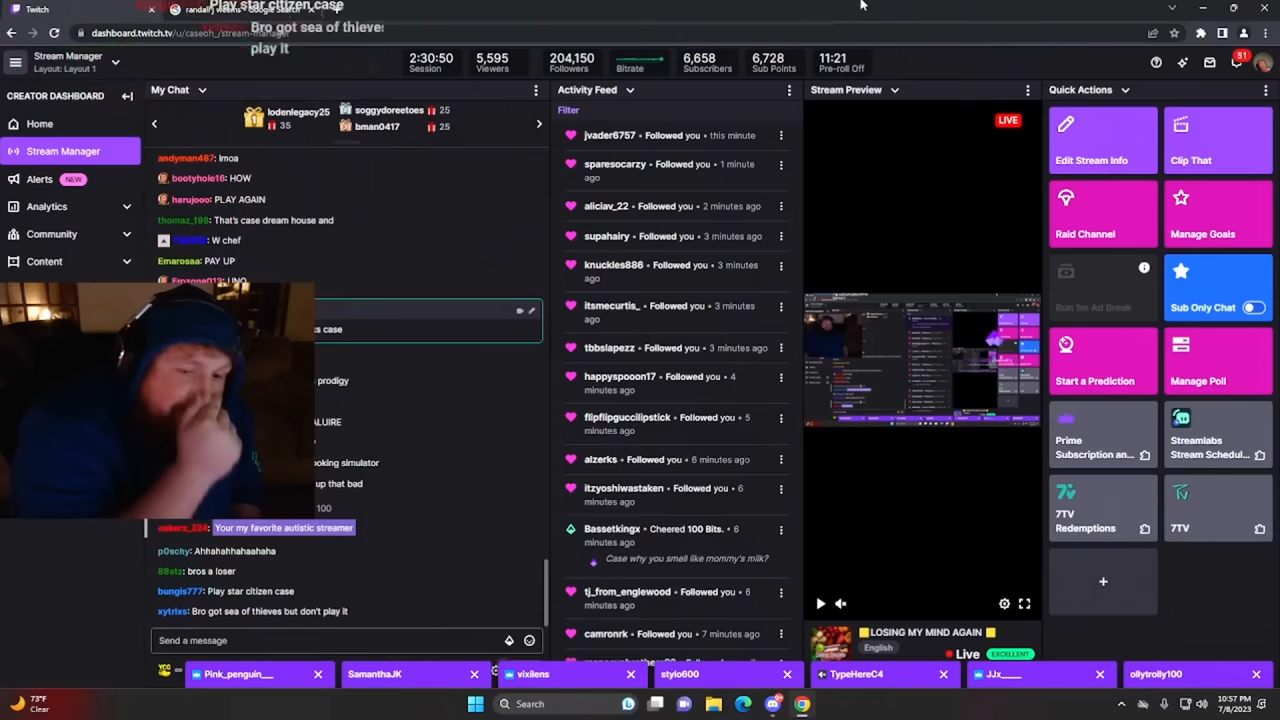 Play star citizen case
Bro got sea of thieves
play it
Twitch
Google Search
dashboard.twitch.tv/u/caseoh_/stream-manager
Stream Manager
Layout: Layout 1
2:30:50
Session
5,595
Viewers
204,150
Followers
Bitrate
6,658
Subscribers
6,728
Sub Points
11:21
Pre-roll Off
51
CREATOR DASHBOARD
Home
Stream Manager
Alerts NEW
Analytics
Community
Content
My Chat
lodenlegacy25
35
soggydoreetoes 25
bman0417 25
andyman487: lmoa
bootyhole16: HOW
harujooo: PLAY AGAIN
thomaz_198: That's case dream house and
W chef
Emarosaa: PAY UP
Frozone013: UNO
case
ooking simulator
up that bad
100
Your my favorite autistic streamer
p0schy: Ahhahahhahaahaha
88stz: bros a loser
bungis777: Play star citizen case
xytrixs: Bro got sea of thieves but don't play it
Send a message
Activity Feed
Filter
jvader6757 • Followed you • this minute
sparesocarzy • Followed you • 1 minute
ago
aliciav_22 • Followed you • 2 minutes ago
supahairy • Followed you • 3 minutes ago
knuckles886 • Followed you • 3 minutes
ago
itsmecurtis_ • Followed you • 3
minutes ago
tbbslapezz • Followed you • 3 minutes ago
Followed you •
minutes ago
flipflipguccilipstick • Followed you • 5
minutes ago
alzerks • Followed you • 6 minutes ago
itzyoshiwastaken • Followed you • 6
minutes ago
Bassetkingx • Cheered 100 Bits. • 6
minutes ago
Case why you smell like mommy's milk?
tj_from_englewood • Followed you • 6
minutes ago
camronrk • Followed you • 7 minutes ago
Stream Preview
LIVE
LOSING MY MIND AGAIN
English
Live EXCELLENT
Quick Actions
Edit Stream Info
Clip That
Raid Channel
Manage Goals
Run 1m Ad Break
Sub Only Chat
Start a Prediction
Manage Poll
Prime
Subscription an...
Streamlabs
Stream Schedul...
7TV
Redemptions
7TV
Pink_penguin__
SamanthaJK
vixilens
stylo600
TypeHereC4
JJx____
ollytrolly100
73°F
Clear
Search
10:57 PM
7/8/2023